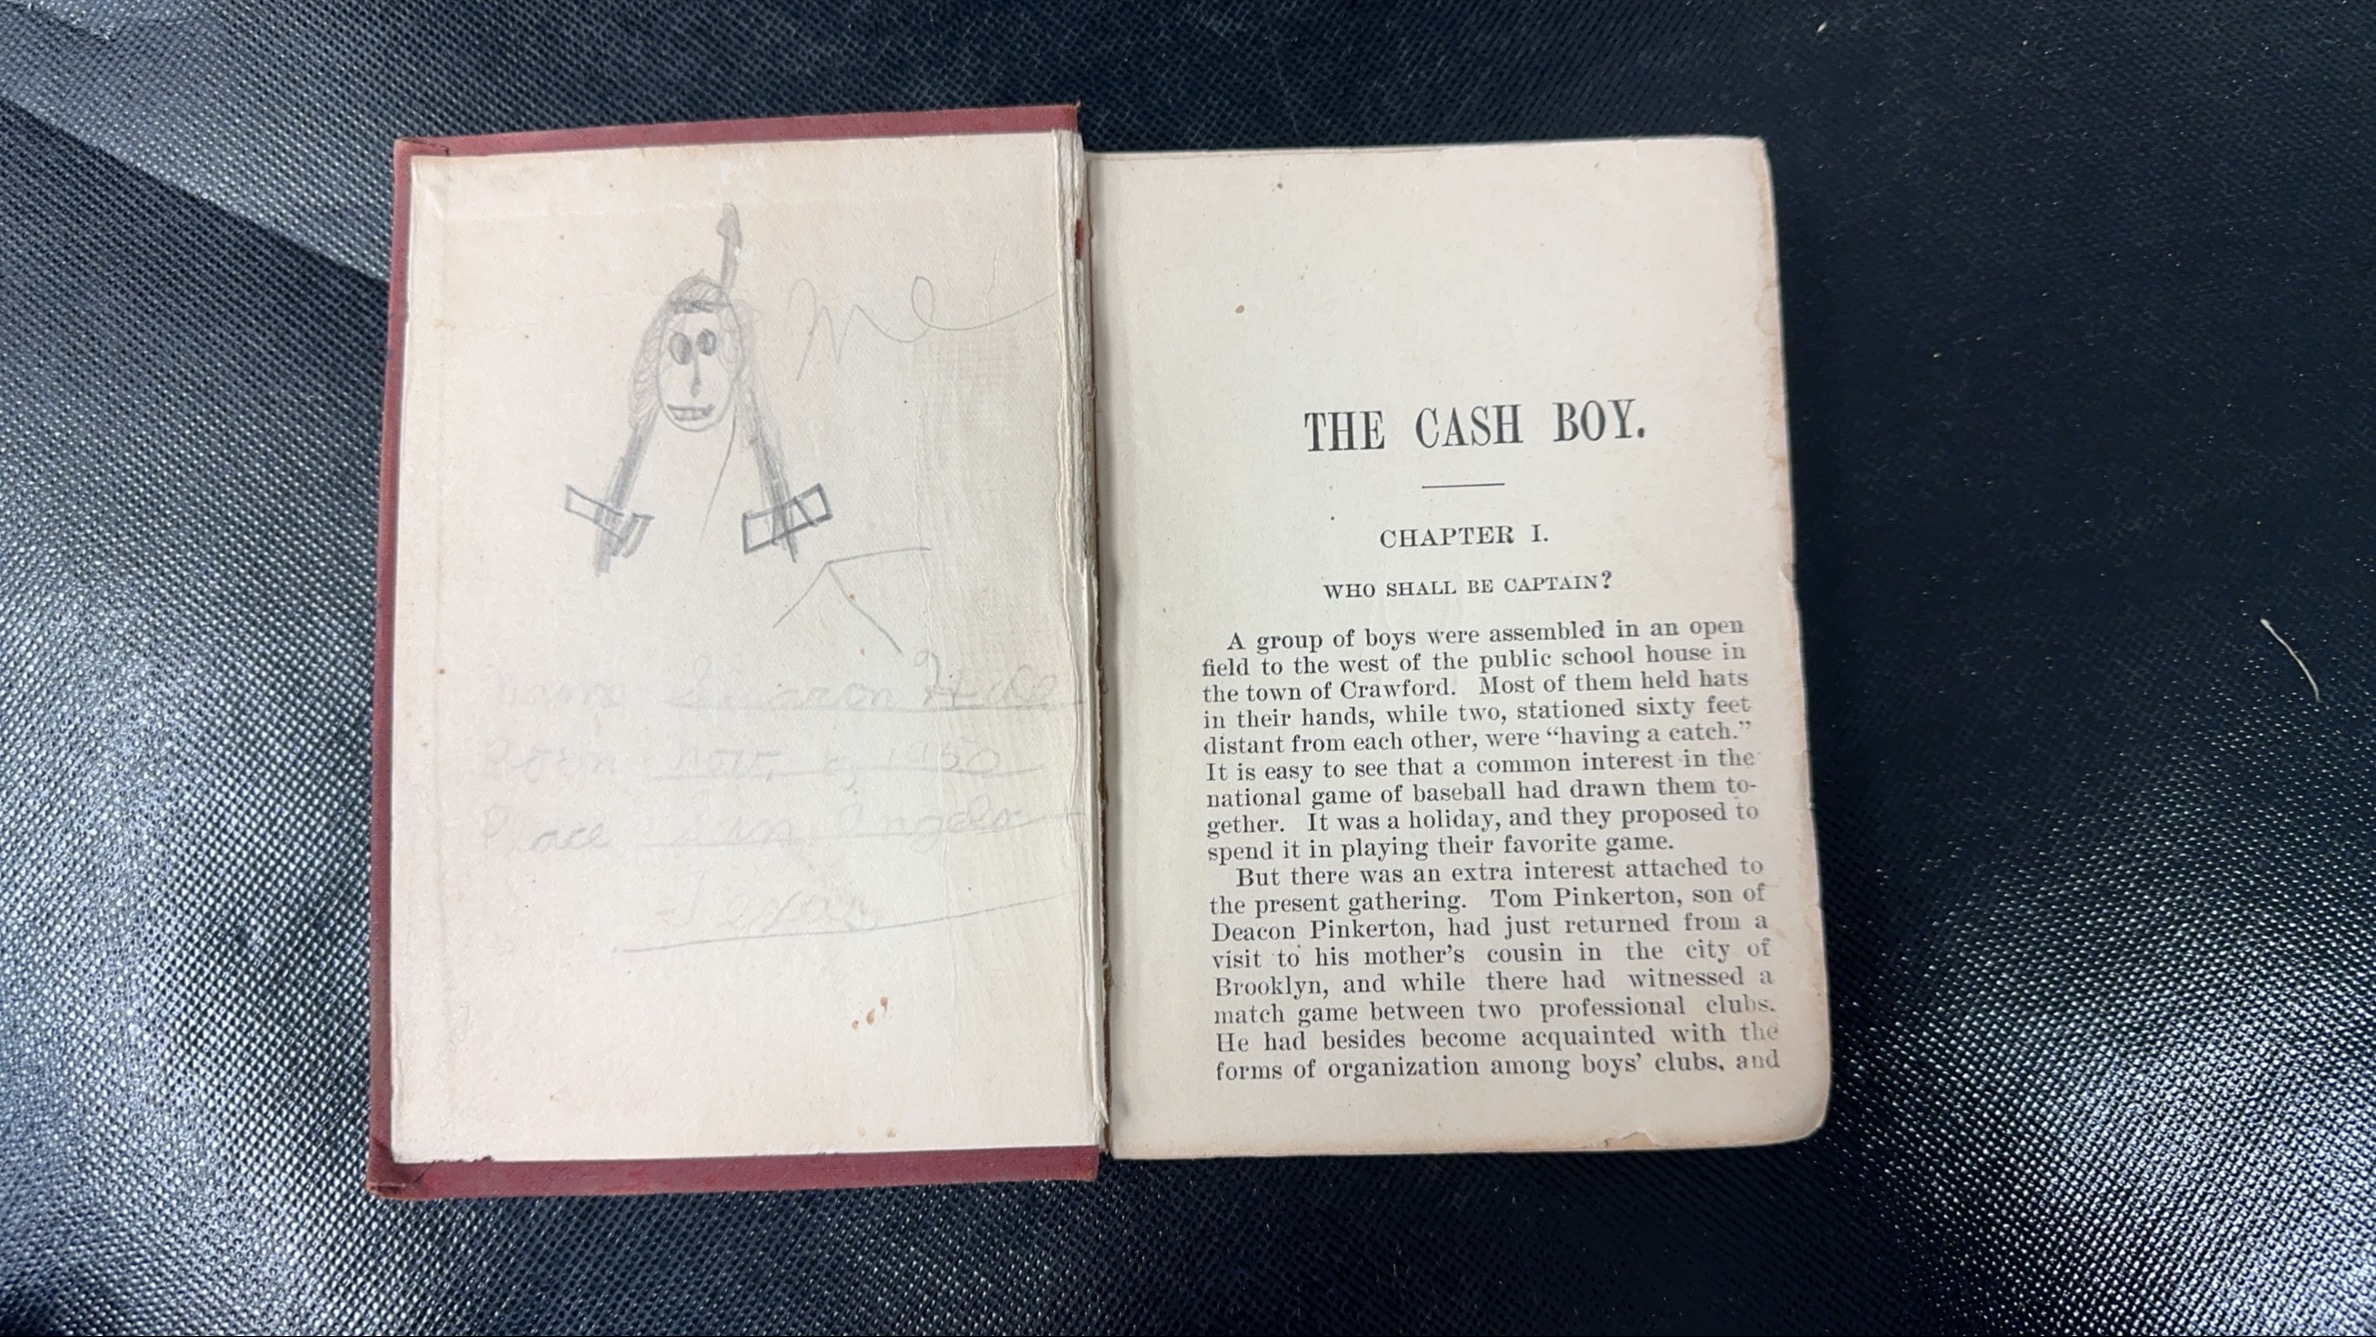 me
Name Sharon
Born Nov. 6, 1950
Place San Angelo
Texas
THE CASH BOY.
CHAPTER I.
WHO SHALL BE CAPTAIN?
A group of boys were assembled in an open
field to the west of the public school house in
the town of Crawford. Most of them held hats
in their hands, while two, stationed sixty feet
distant from each other, were “having a catch.”
It is easy to see that a common interest in the
national game of baseball had drawn them to-
gether. It was a holiday, and they proposed to
spend it in playing their favorite game.
But there was an extra interest attached to
the present gathering. Tom Pinkerton, son of
Deacon Pinkerton, had just returned from a
visit to his mother’s cousin in the city of
Brooklyn, and while there had witnessed a
match game between two professional clubs.
He had besides become acquainted with the
forms of organization among boys’ clubs, and